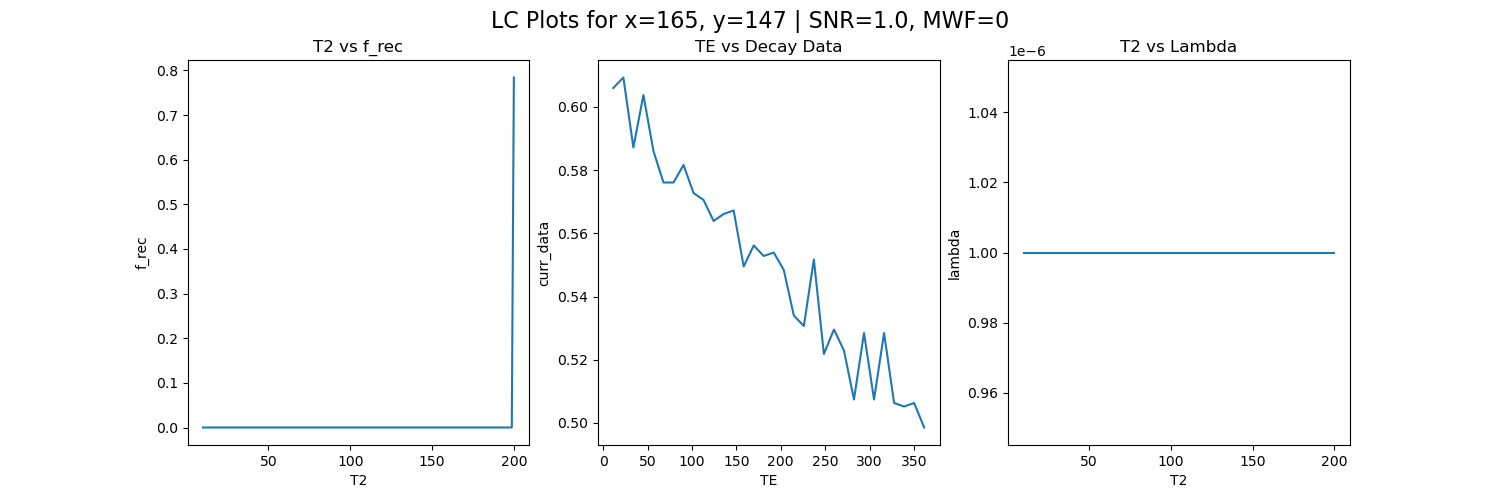 LC Plots for x=165, y=147 | SNR=1.0, MWF=0
T2 vs f_rec
0.8
0.7
0.6
0.5
0.4
0.3
0.2
0.1
0.0
f_rec
50 100 150 200
T2
TE vs Decay Data
0.60
0.58
0.56
0.54
0.52
0.50
curr_data
0 50 100 150 200 250 300 350
TE
T2 vs Lambda
1e−6
1.04
1.02
1.00
0.98
0.96
lambda
50 100 150 200
T2